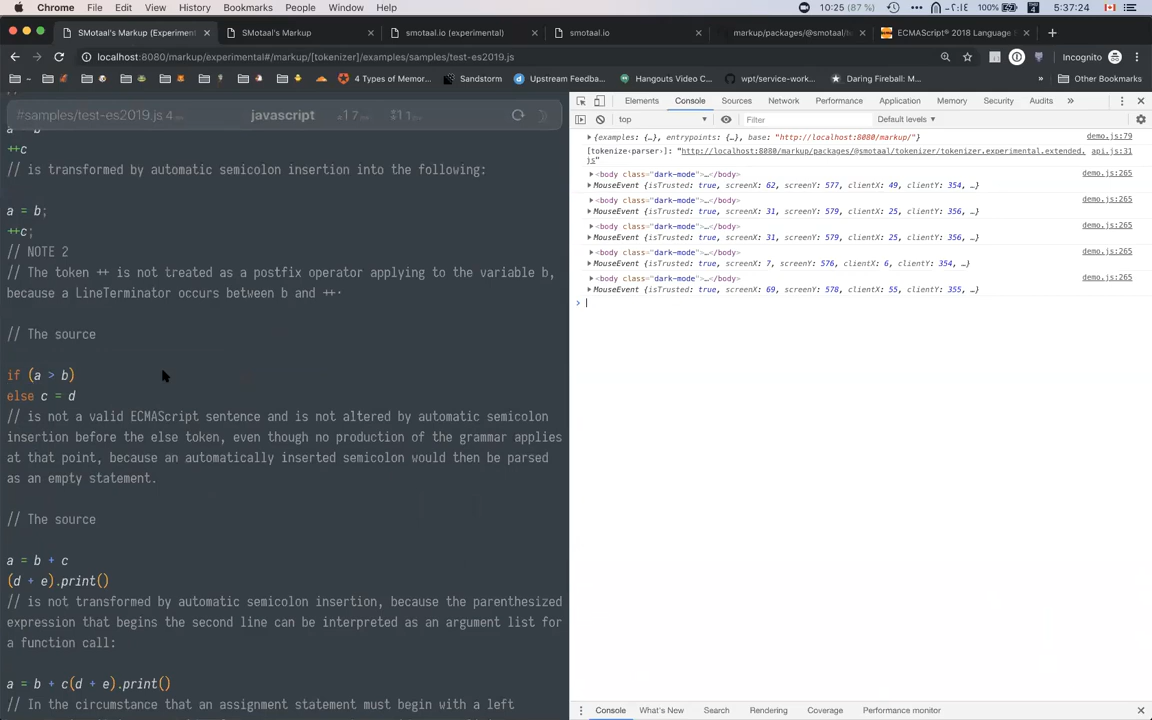 Chrome File Edit View History Bookmarks People Window Help 10:25 (87 %) 100% 5:37:24
SMotaal's Markup (Experiment SMotaal's Markup smotaal.io (experimental) smotaal.io markup/packages/@smotaal/t ECMAScript® 2018 Language
localhost:8080/markup/experimental#/markup/[tokenizer]/examples/samples/test-es2019.js Incognito
4 Types of Memor... Sandstorm Upstream Feedba... Hangouts Video C... wpt/service-work... Daring Fireball: M... » Other Bookmarks
#samples/test-es2019.js 4 javascript
++c
// is transformed by automatic semicolon insertion into the following:
a = b;
++c;
// NOTE 2
// The token ++ is not treated as a postfix operator applying to the variable b,
because a LineTerminator occurs between b and ++.
// The source
if (a > b)
else c = d
// is not a valid ECMAScript sentence and is not altered by automatic semicolon
insertion before the else token, even though no production of the grammar applies
at that point, because an automatically inserted semicolon would then be parsed
as an empty statement.
// The source
a = b + c
(d + e).print()
// is not transformed by automatic semicolon insertion, because the parenthesized
expression that begins the second line can be interpreted as an argument list for
a function call:
a = b + c(d + e).print()
// In the circumstance that an assignment statement must begin with a left
Elements Console Sources Network Performance Application Memory Security Audits »
top Filter Default levels
{examples: {…}, entrypoints: {…}, base: "http://localhost:8080/markup/"} demo.js:79
[tokenize‹parser›]: "http://localhost:8080/markup/packages/@smotaal/tokenizer/tokenizer.experimental.extended. api.js:31
js"
<body class="dark-mode">…</body> demo.js:265
MouseEvent {isTrusted: true, screenX: 62, screenY: 577, clientX: 49, clientY: 354, …}
<body class="dark-mode">…</body> demo.js:265
MouseEvent {isTrusted: true, screenX: 31, screenY: 579, clientX: 25, clientY: 356, …}
<body class="dark-mode">…</body> demo.js:265
MouseEvent {isTrusted: true, screenX: 31, screenY: 579, clientX: 25, clientY: 356, …}
<body class="dark-mode">…</body> demo.js:265
MouseEvent {isTrusted: true, screenX: 7, screenY: 576, clientX: 6, clientY: 354, …}
<body class="dark-mode">…</body> demo.js:265
MouseEvent {isTrusted: true, screenX: 69, screenY: 578, clientX: 55, clientY: 355, …}
Console What's New Search Rendering Coverage Performance monitor